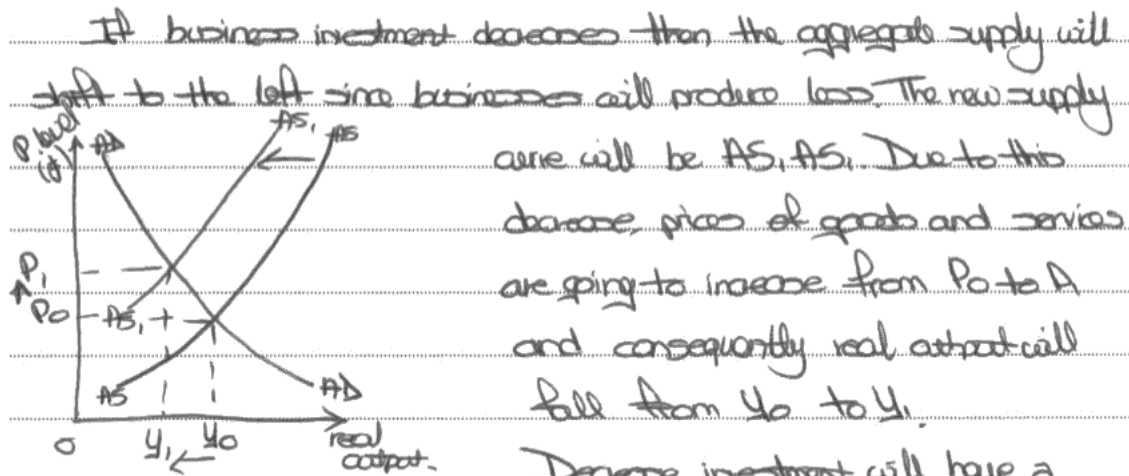 If business investment decreases then the aggregate supply will
shift to the left since businesses will produce less. The new supply
curve will be AS₁ AS₁. Due to this
decrease, prices of goods and services
are going to increase from P0 to P₁
and consequently real output will
fall from Y0 to Y₁.
Decrease investment will have a
P. level
(£)
AD
AS₁
AS
P₁
P0
AS₁
AS
AD
0
Y₁
Y0
real
output.